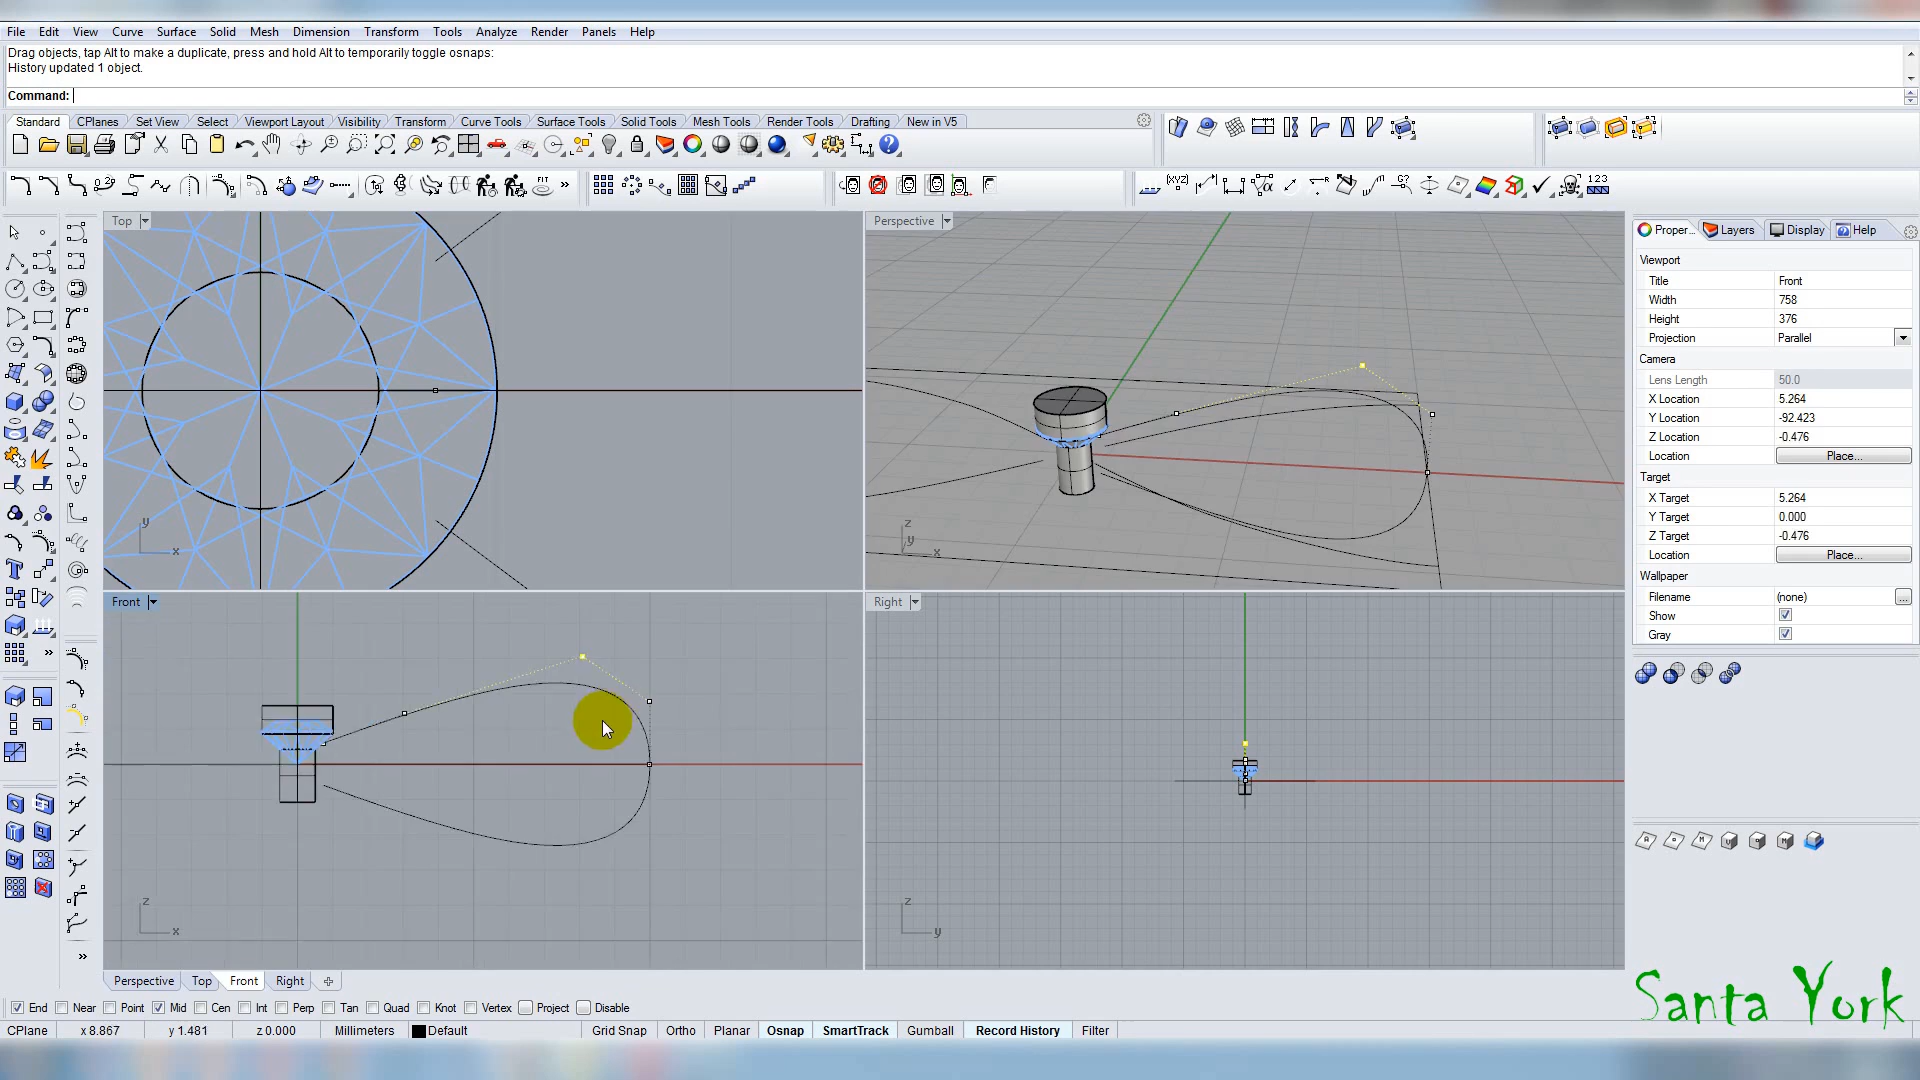 File Edit View Curve Surface Solid Mesh Dimension Transform Tools Analyze Render Panels Help
Drag objects, tap Alt to make a duplicate, press and hold Alt to temporarily toggle osnaps:
History updated 1 object.
Command:
Standard CPlanes Set View Select Viewport Layout Visibility Transform Curve Tools Surface Tools Solid Tools Mesh Tools Render Tools Drafting New in V5
Top
Perspective
Proper... Layers Display Help
Viewport
Title Front
Width 758
Height 376
Projection Parallel
Camera
Lens Length 50.0
X Location 5.264
Y Location -92.423
Z Location -0.476
Location Place...
Target
X Target 5.264
Y Target 0.000
Z Target -0.476
Location Place...
Wallpaper
Filename (none) ...
Show
Gray
y x
z y x
Front
Right
z x
z y
Perspective Top Front Right
End Near Point Mid Cen Int Perp Tan Quad Knot Vertex Project Disable
CPlane x 8.867 y 1.481 z 0.000 Millimeters Default Grid Snap Ortho Planar Osnap SmartTrack Gumball Record History Filter
Santa York